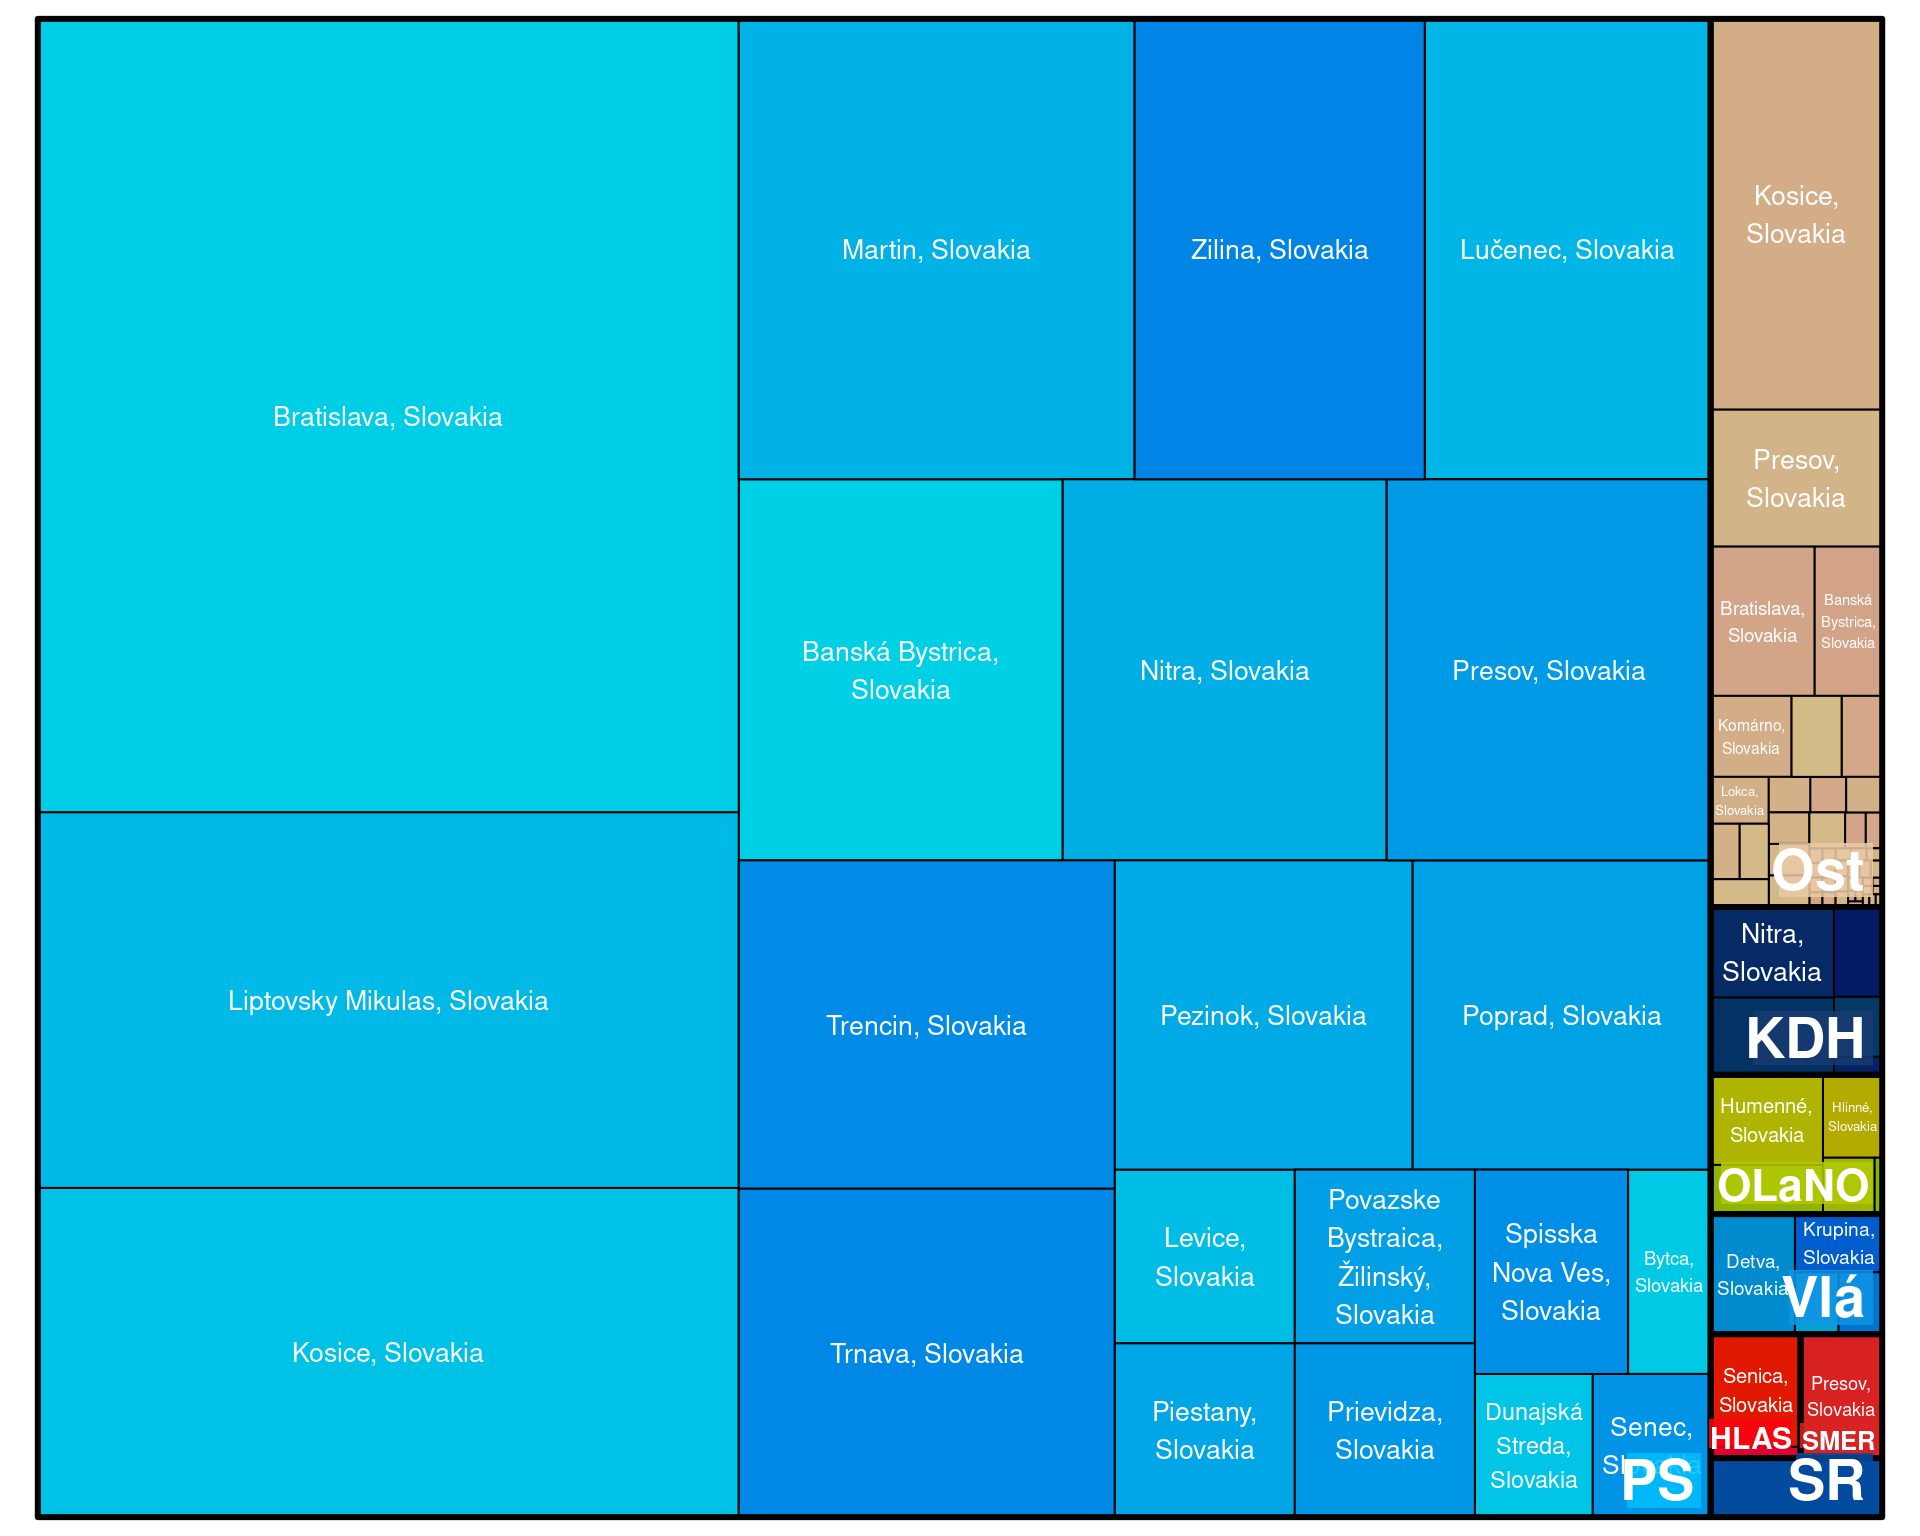 Bratislava, Slovakia
Liptovsky Mikulas, Slovakia
Kosice, Slovakia
Martin, Slovakia
Zilina, Slovakia
Lučenec, Slovakia
Banská Bystrica,
Slovakia
Nitra, Slovakia
Presov, Slovakia
Trencin, Slovakia
Pezinok, Slovakia
Poprad, Slovakia
Trnava, Slovakia
Levice,
Slovakia
Povazske
Bystraica,
Žilinský,
Slovakia
Spisska
Nova Ves,
Slovakia
Bytca,
Slovakia
Piestany,
Slovakia
Prievidza,
Slovakia
Dunajská
Streda,
Slovakia
Senec,
Slovakia
PS
Kosice,
Slovakia
Presov,
Slovakia
Bratislava,
Slovakia
Banská
Bystrica,
Slovakia
Komárno,
Slovakia
Lokca,
Slovakia
Ost
Nitra,
Slovakia
KDH
Humenné,
Slovakia
Hlinné,
Slovakia
OLaNO
Detva,
Slovakia
Krupina,
Slovakia
Vlá
Senica,
Slovakia
HLAS
Presov,
Slovakia
SMER
SR